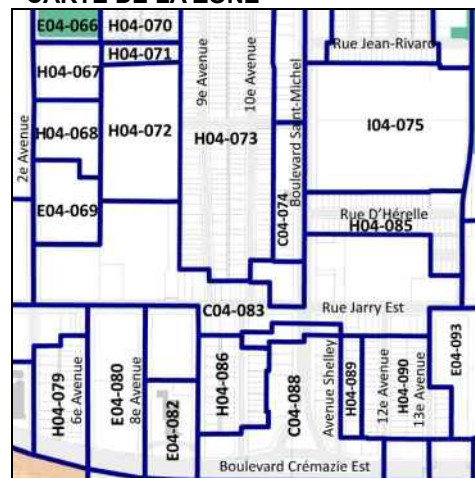 CARTE DE LA ZONE
E04-066
H04-070
Rue Jean-Rivard
H04-071
H04-067
9e Avenue
10e Avenue
Boulevard Saint-Michel
2e Avenue
H04-068
H04-072
H04-073
I04-075
E04-069
C04-074
Rue D'Hérelle
H04-085
C04-083
Rue Jarry Est
H04-079
6e Avenue
E04-080
8e Avenue
E04-082
H04-086
C04-088
Avenue Shelley
H04-089
12e Avenue
H04-090
13e Avenue
E04-093
Boulevard Crémazie Est